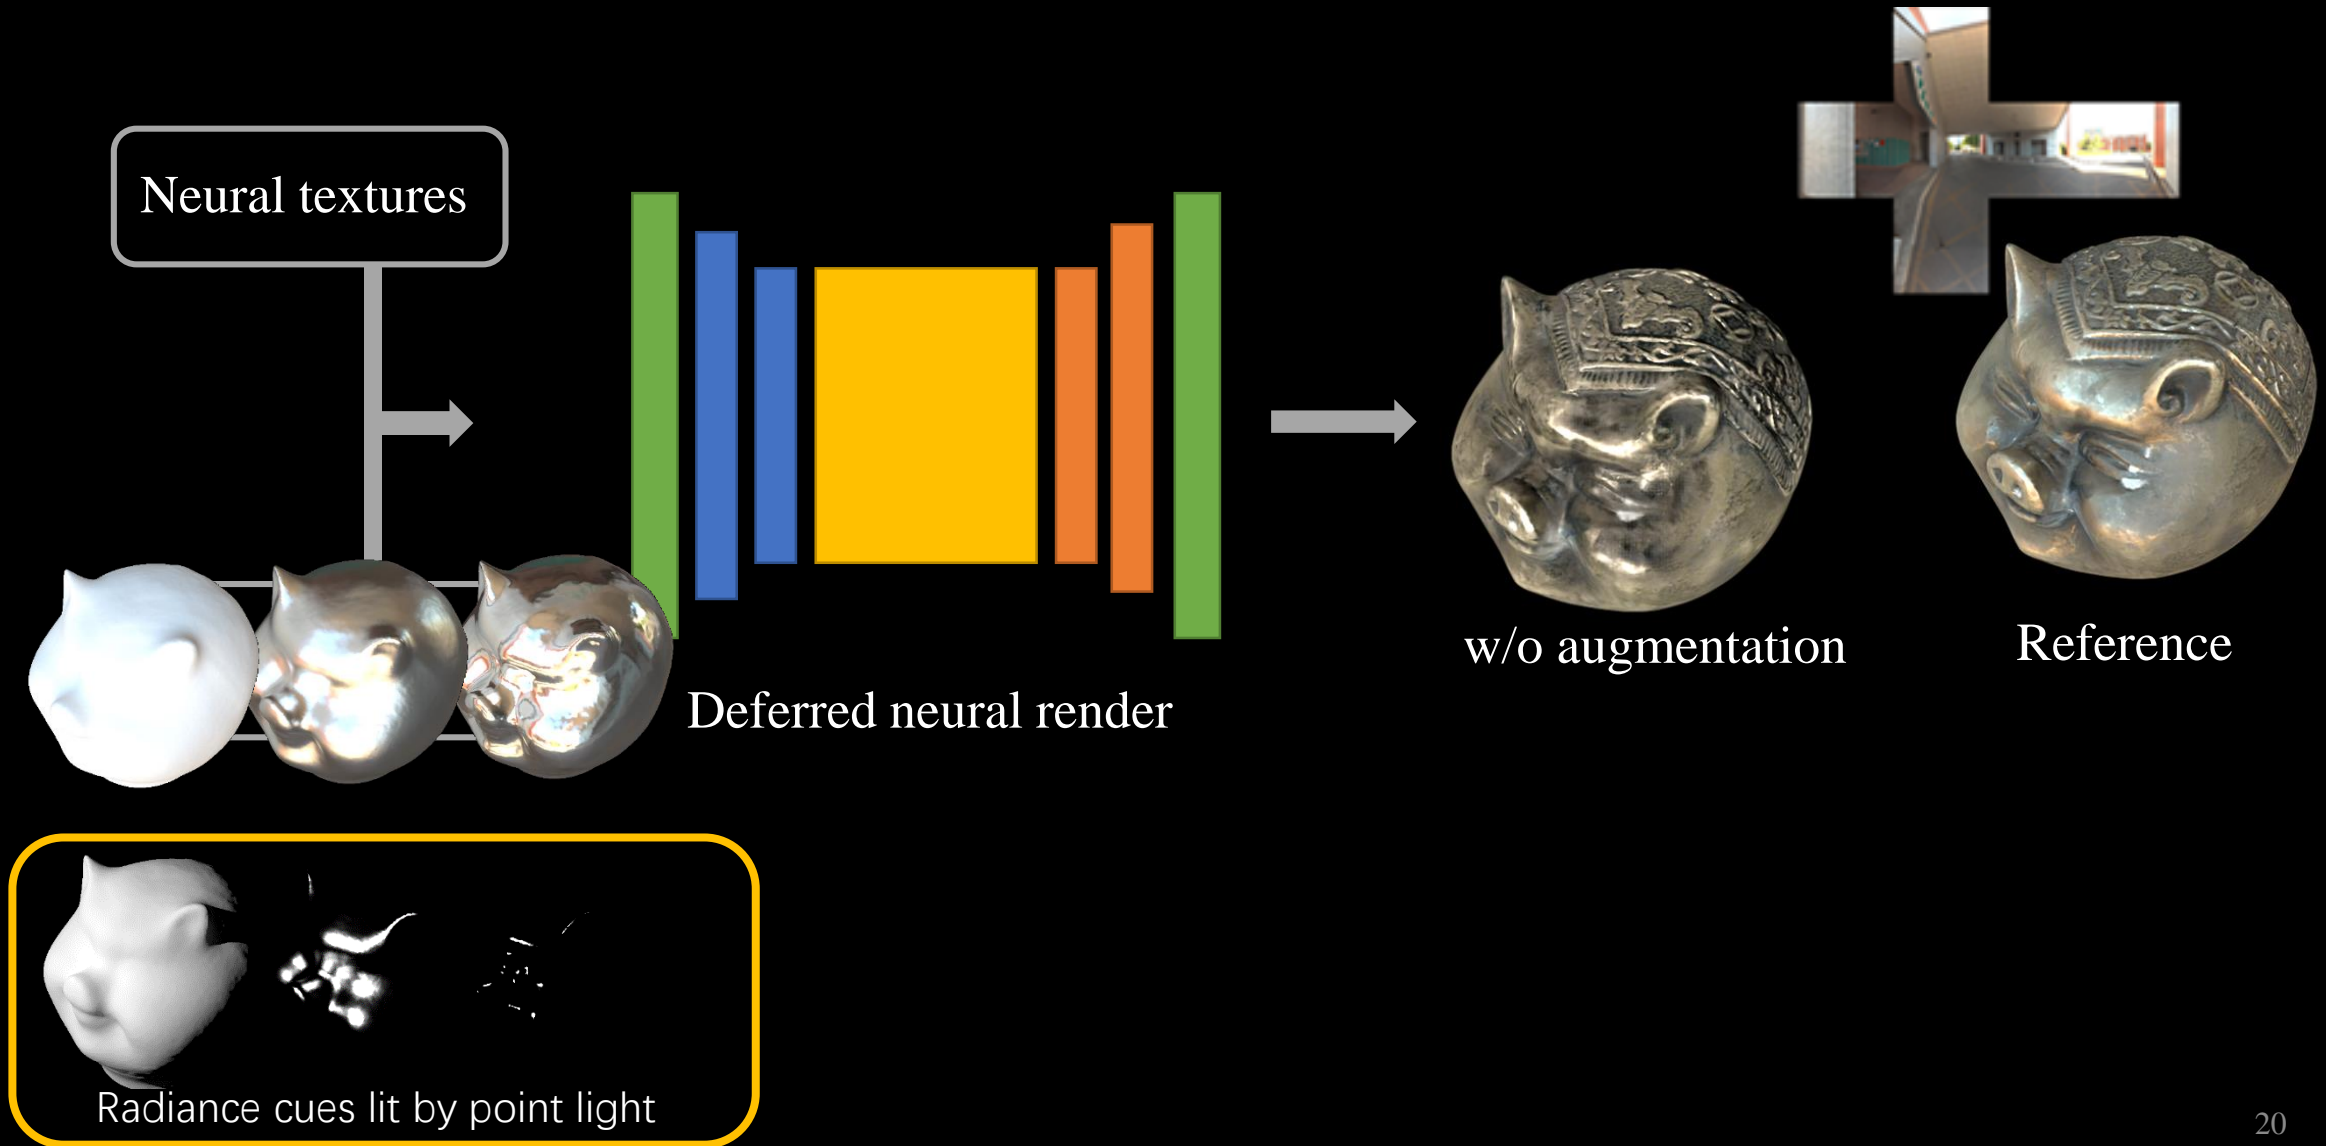 Neural textures
w/o augmentation
Reference
Deferred neural render
Radiance cues lit by point light
20